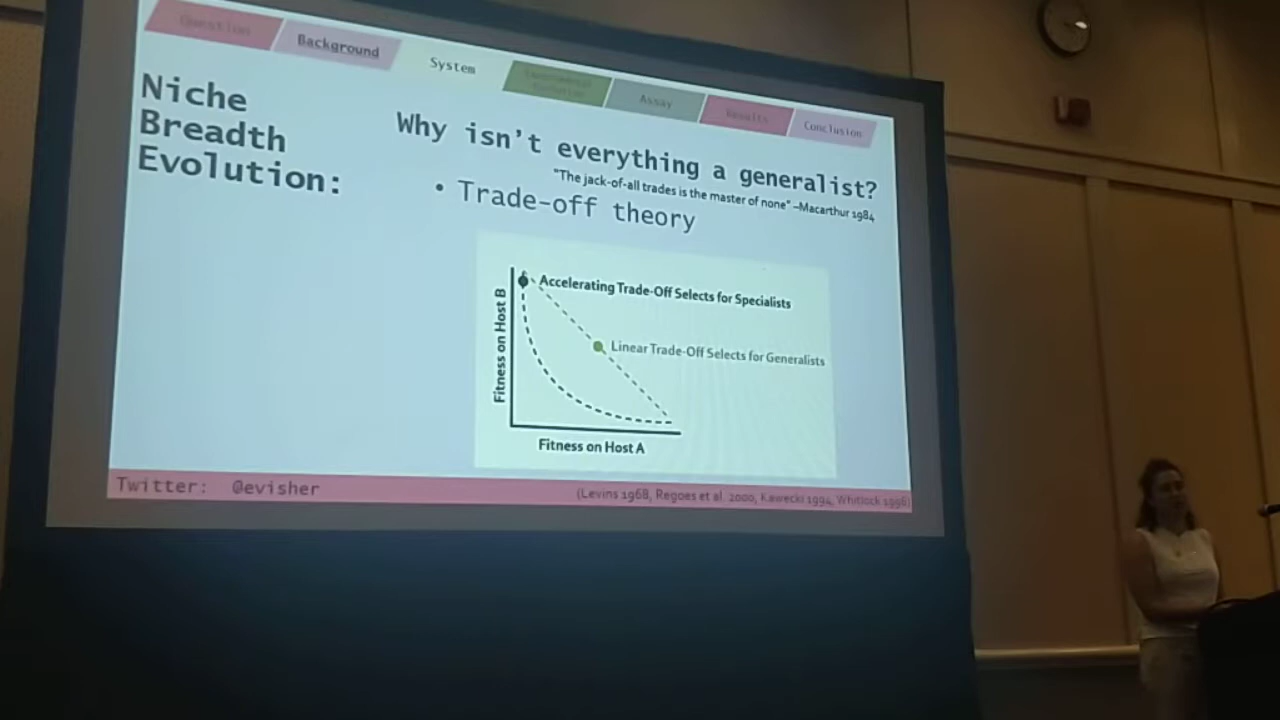 Question
Background
System
Assay
Results
Conclusion
Niche
Breadth
Evolution:
Why isn't everything a generalist?
"The jack-of-all trades is the master of none" –Macarthur 1984
• Trade-off theory
Accelerating Trade-Off Selects for Specialists
Linear Trade-Off Selects for Generalists
Fitness on Host B
Fitness on Host A
Twitter: @evisher
(Levins 1968, Regoes et al. 2000, Kawecki 1994, Whitlock 1996)